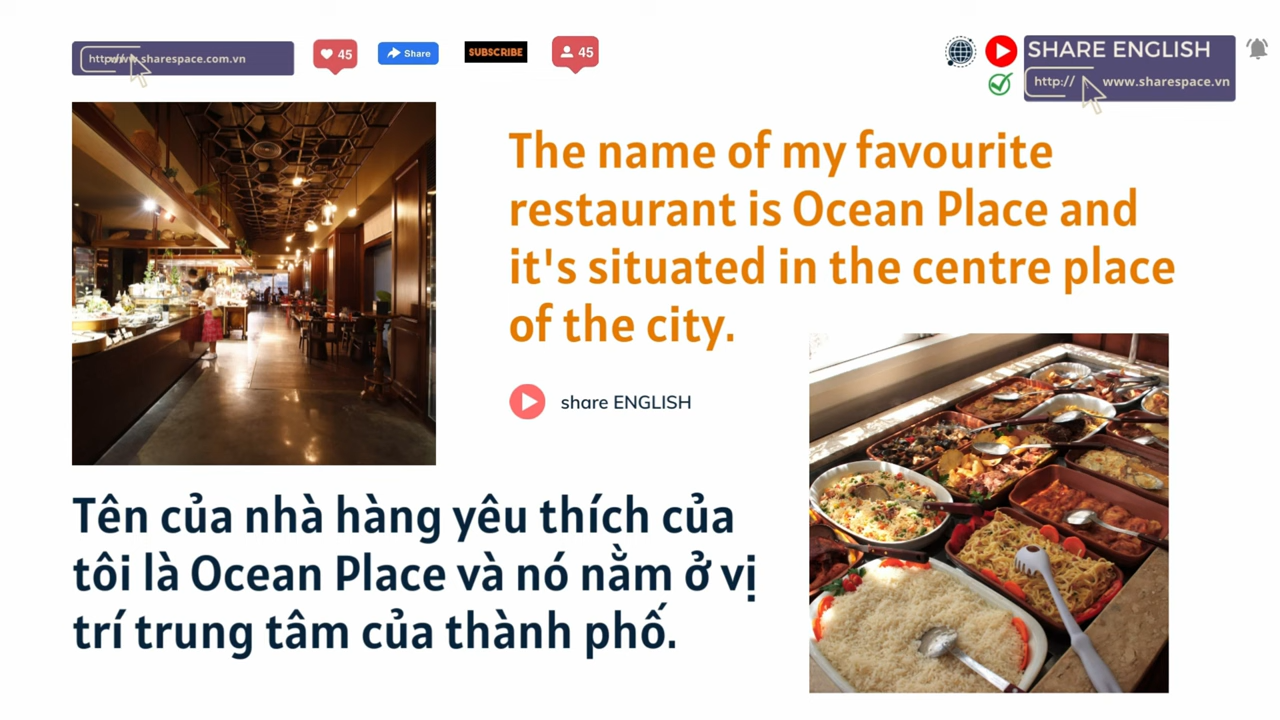 www.sharespace.com.vn
45
Share
SUBSCRIBE
45
SHARE ENGLISH
http:// www.sharespace.vn
The name of my favourite
restaurant is Ocean Place and
it's situated in the centre place
of the city.
share ENGLISH
Tên của nhà hàng yêu thích của
tôi là Ocean Place và nó nằm ở vị
trí trung tâm của thành phố.